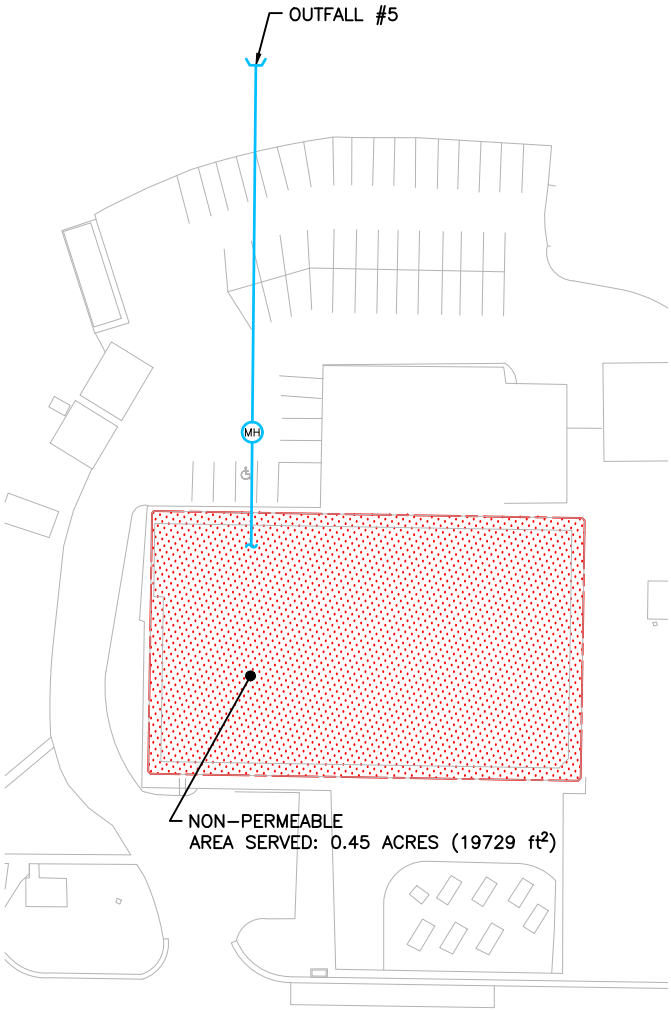 OUTFALL #5
MH
NON-PERMEABLE
AREA SERVED: 0.45 ACRES (19729 ft²)